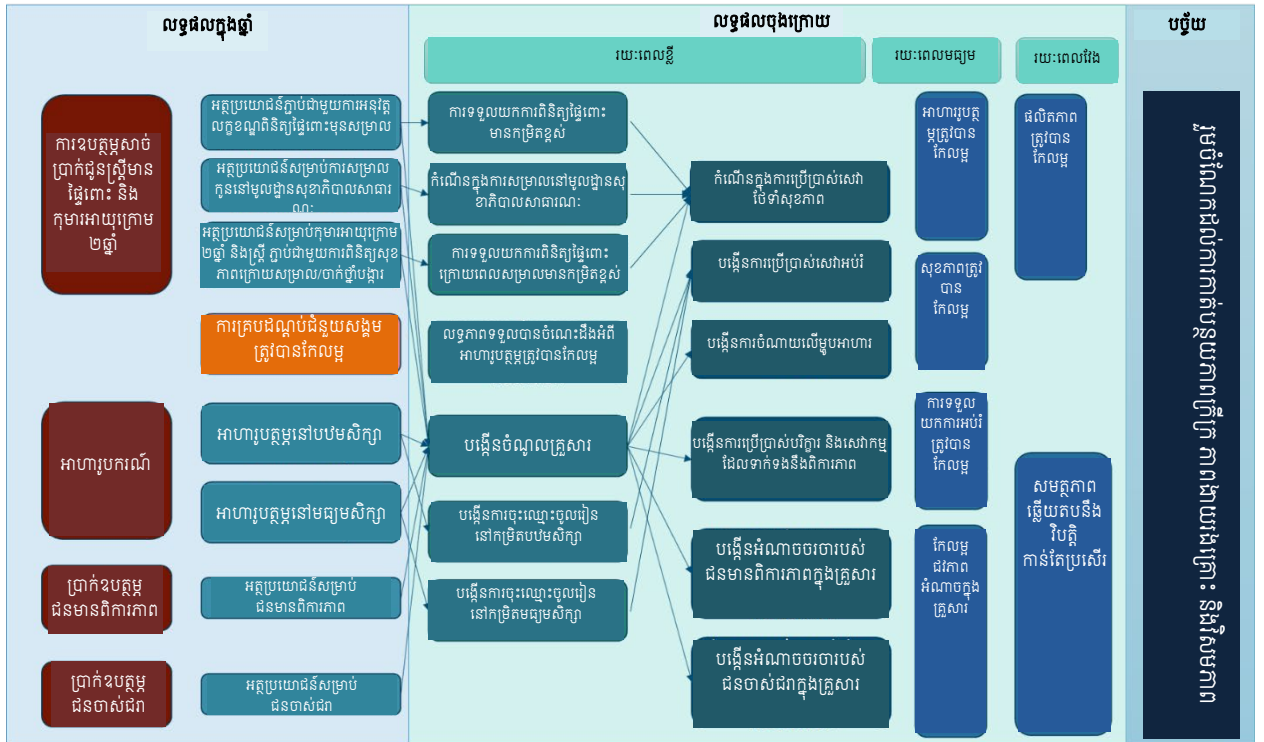 លទ្ធផលក្នុងឆ្នាំ
លទ្ធផលចុងក្រោយ
បច្ច័យ
រយៈពេលខ្លី
រយៈពេលមធ្យម
រយៈពេលវែង
ការឧបត្ថម្ភសាច់
ប្រាក់ជូនស្ត្រីមាន
ផ្ទៃពោះ និង
កុមារអាយុក្រោម
២ឆ្នាំ
អាហារូបករណ៍
ប្រាក់ឧបត្ថម្ភ
ជនមានពិការភាព
ប្រាក់ឧបត្ថម្ភ
ជនចាស់ជរា
អត្ថប្រយោជន៍ភ្ជាប់ជាមួយការអនុវត្ត
លក្ខខណ្ឌពិនិត្យផ្ទៃពោះមុនសម្រាល
អត្ថប្រយោជន៍សម្រាប់ការសម្រាល
កូននៅមូលដ្ឋានសុខាភិបាលសាធារ
ណៈ
អត្ថប្រយោជន៍សម្រាប់កុមារអាយុក្រោម
២ឆ្នាំ និងស្ត្រី ភ្ជាប់ជាមួយការពិនិត្យសុខ
ភាពក្រោយសម្រាល/ចាក់ថ្នាំបង្ការ
ការគ្របដណ្តប់ជំនួយសង្គម
ត្រូវបានកែលម្អ
អាហារូបត្ថម្ភនៅបឋមសិក្សា
អាហារូបត្ថម្ភនៅមធ្យមសិក្សា
អត្ថប្រយោជន៍សម្រាប់
ជនមានពិការភាព
អត្ថប្រយោជន៍សម្រាប់
ជនចាស់ជរា
ការទទួលយកការពិនិត្យផ្ទៃពោះ
មានកម្រិតខ្ពស់
កំណើនក្នុងការសម្រាលនៅមូលដ្ឋានសុ
ខាភិបាលសាធារណៈ
ការទទួលយកការពិនិត្យផ្ទៃពោះ
ក្រោយពេលសម្រាលមានកម្រិតខ្ពស់
លទ្ធភាពទទួលបានចំណេះដឹងអំពី
អាហារូបត្ថម្ភត្រូវបានកែលម្អ
បង្កើនចំណូលគ្រួសារ
បង្កើនការចុះឈ្មោះចូលរៀន
នៅកម្រិតបឋមសិក្សា
បង្កើនការចុះឈ្មោះចូលរៀន
នៅកម្រិតមធ្យមសិក្សា
កំណើនក្នុងការប្រើប្រាស់សេវា
ថែទាំសុខភាព
បង្កើនការប្រើប្រាស់សេវាអប់រំ
បង្កើនការចំណាយលើម្ហូបអាហារ
បង្កើនការប្រើប្រាស់បរិក្ខារ និងសេវាកម្ម
ដែលទាក់ទងនឹងពិការភាព
បង្កើនអំណាចចរចារបស់
ជនមានពិការភាពក្នុងគ្រួសារ
បង្កើនអំណាចចរចារបស់
ជនចាស់ជរាក្នុងគ្រួសារ
អាហារូបត្ថ
ម្ភត្រូវបាន
កែលម្អ
សុខភាពត្រូវ
បាន
កែលម្អ
ការទទួល
យកការអប់រំ
ត្រូវបាន
កែលម្អ
កែលម្អ
ជវភាព
អំណាចក្នុង
គ្រួសារ
ផលិតភាព
ត្រូវបាន
កែលម្អ
សមត្ថភាព
ឆ្លើយតបនឹង
វិបត្តិ
កាន់តែប្រសើរ
រួមចំណែកដល់ការកាត់បន្ថយភាពក្រីក្រ ភាពងាយរងគ្រោះ និងវិសមភាព